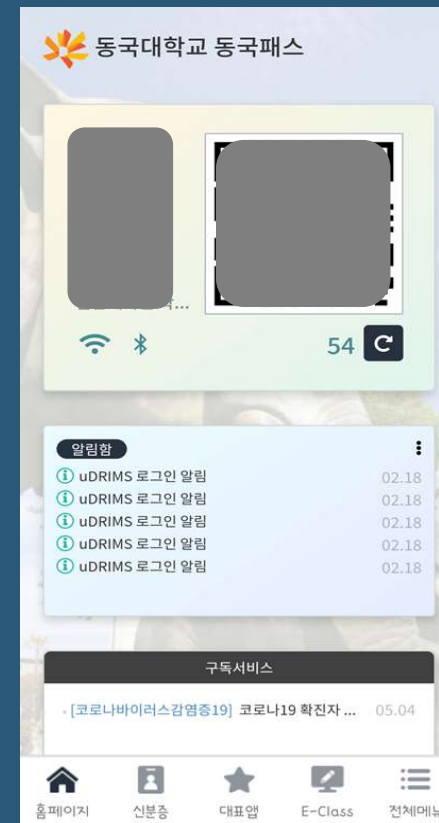 동국대학교 동국패스
54
알림함
uDRIMS 로그인 알림 02.18
uDRIMS 로그인 알림 02.18
uDRIMS 로그인 알림 02.18
uDRIMS 로그인 알림 02.18
uDRIMS 로그인 알림 02.18
구독서비스
[코로나바이러스감염증19] 코로나19 확진자 ... 05.04
홈페이지 신분증 대표앱 E-Class 전체메뉴